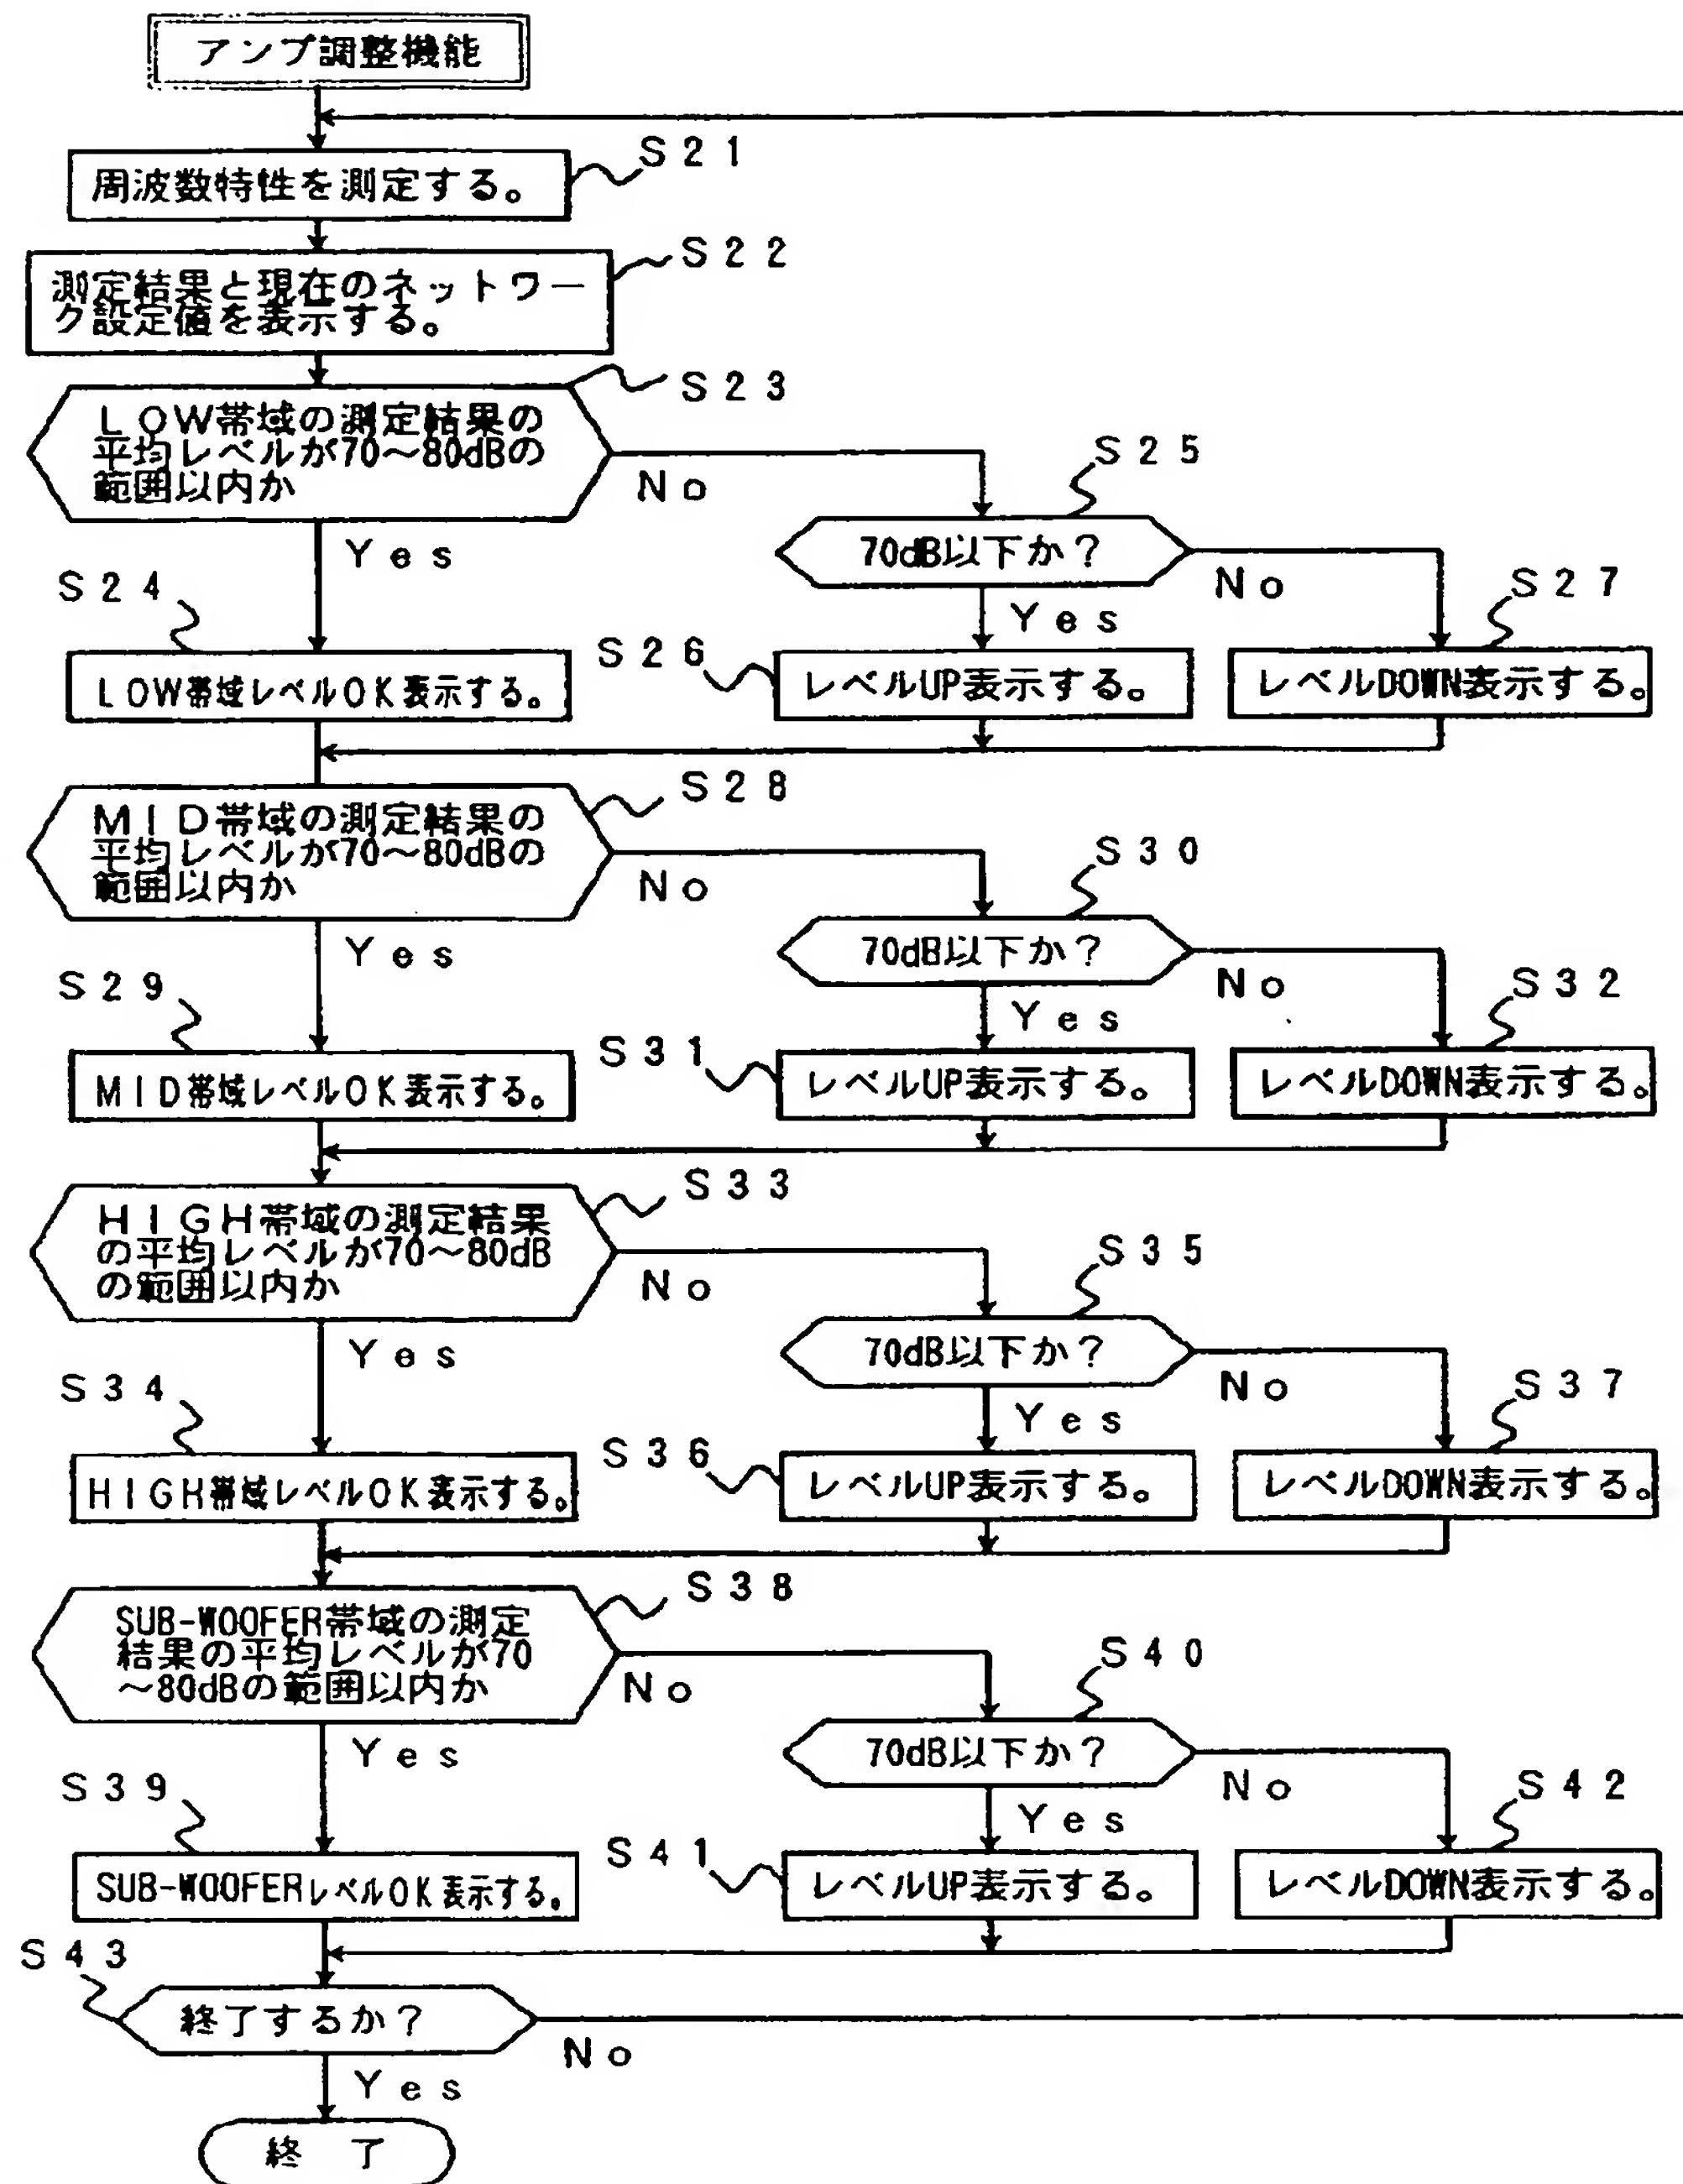 アンプ調整機能
S21
周波数特性を測定する。
S22
測定結果と現在のネットワー
ク設定値を表示する。
S23
LOW帯域の測定結果の
平均レベルが70～80dBの
範囲以内か
No
Yes
S25
70dB以下か？
No
Yes
S24
LOW帯域レベルOK表示する。
S26
レベルUP表示する。
S27
レベルDOWN表示する。
S28
MID帯域の測定結果の
平均レベルが70～80dBの
範囲以内か
No
Yes
S30
70dB以下か？
No
Yes
S29
MID帯域レベルOK表示する。
S31
レベルUP表示する。
S32
レベルDOWN表示する。
S33
HIGH帯域の測定結果
の平均レベルが70～80dB
の範囲以内か
No
Yes
S35
70dB以下か？
No
Yes
S34
HIGH帯域レベルOK表示する。
S36
レベルUP表示する。
S37
レベルDOWN表示する。
S38
SUB-WOOFER帯域の測定
結果の平均レベルが70
～80dBの範囲以内か
No
Yes
S40
70dB以下か？
No
Yes
S39
SUB-WOOFERレベルOK表示する。
S41
レベルUP表示する。
S42
レベルDOWN表示する。
S43
終了するか？
No
Yes
終 了